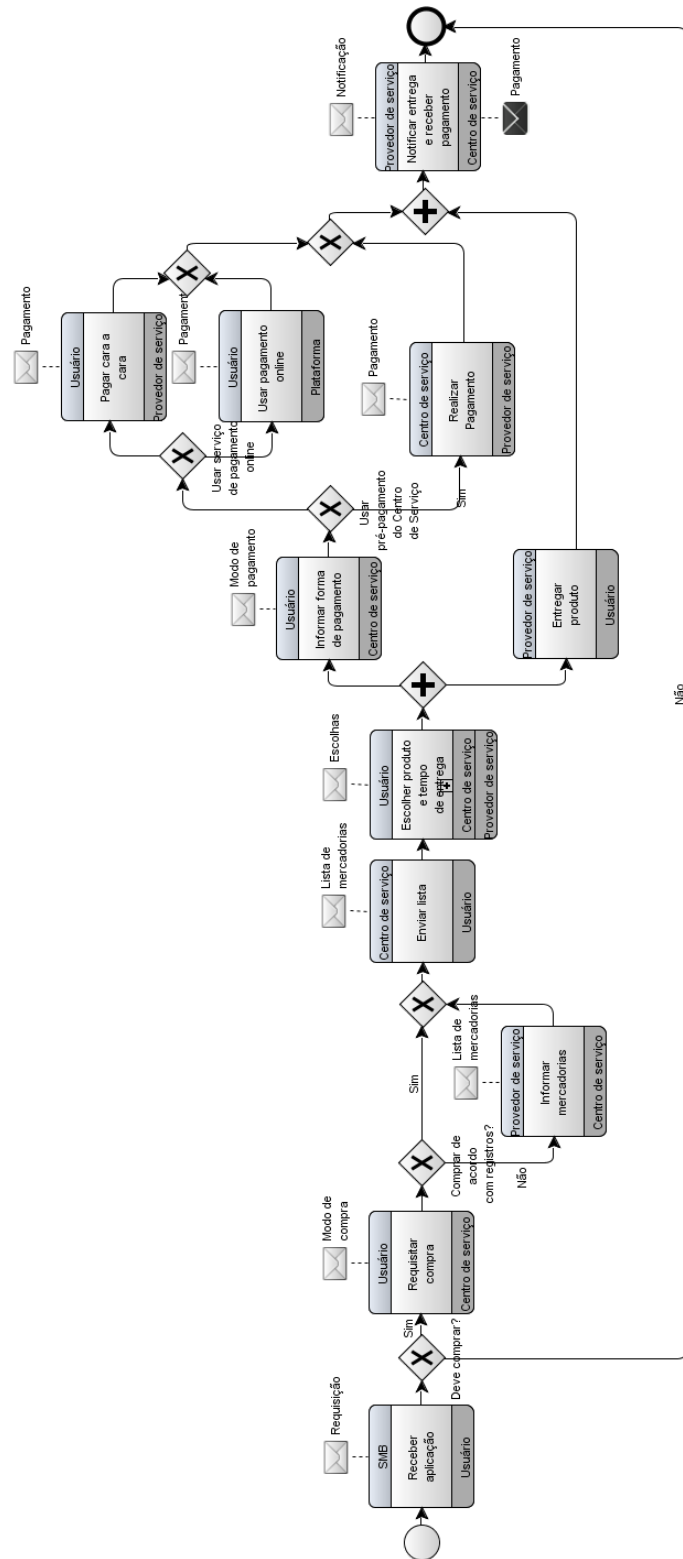 Requisição
SMB
Receber
aplicação
Usuário
Deve comprar?
Sim
Não
Modo de
compra
Usuário
Requisitar
compra
Centro de serviço
Comprar de
acordo
com registros?
Sim
Não
Lista de
mercadorias
Provedor de serviço
Informar
mercadorias
Centro de serviço
Lista de
mercadorias
Centro de serviço
Enviar lista
Usuário
Escolhas
Usuário
Escolher produto
e tempo
de entrega
Centro de serviço
Provedor de serviço
Modo de
pagamento
Usuário
Informar forma
de pagamento
Centro de serviço
Provedor de serviço
Entregar
produto
Usuário
Usar
pré-pagamento
do Centro
de Serviço
Sim
Usar serviço
de pagamento
online
Pagamento
Usuário
Pagar cara a
cara
Provedor de serviço
Pagament
Usuário
Usar pagamento
online
Plataforma
Pagamento
Centro de serviço
Realizar
Pagamento
Provedor de serviço
Notificação
Provedor de serviço
Notificar entrega
e receber
pagamento
Centro de serviço
Pagamento